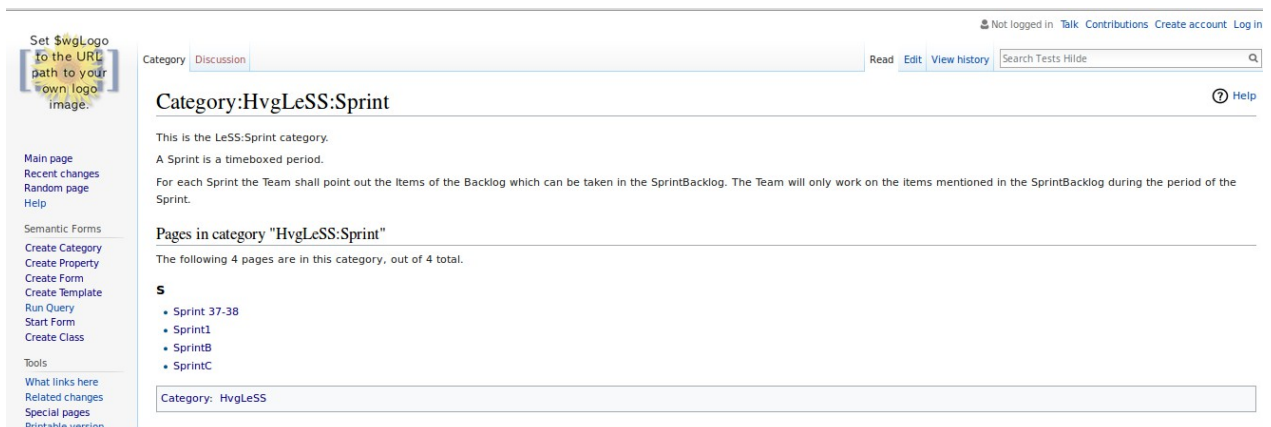 Not logged in Talk Contributions Create account Log in
Set $wgLogo
to the URL
path to your
own logo
image.
Category Discussion
Read Edit View history Search Tests Hilde
Category:HvgLeSS:Sprint
Help
This is the LeSS:Sprint category.
A Sprint is a timeboxed period.
For each Sprint the Team shall point out the Items of the Backlog which can be taken in the SprintBacklog. The Team will only work on the items mentioned in the SprintBacklog during the period of the
Sprint.
Pages in category "HvgLeSS:Sprint"
The following 4 pages are in this category, out of 4 total.
S
Sprint 37-38
Sprint1
SprintB
SprintC
Category: HvgLeSS
Main page
Recent changes
Random page
Help
Semantic Forms
Create Category
Create Property
Create Form
Create Template
Run Query
Start Form
Create Class
Tools
What links here
Related changes
Special pages
Printable version